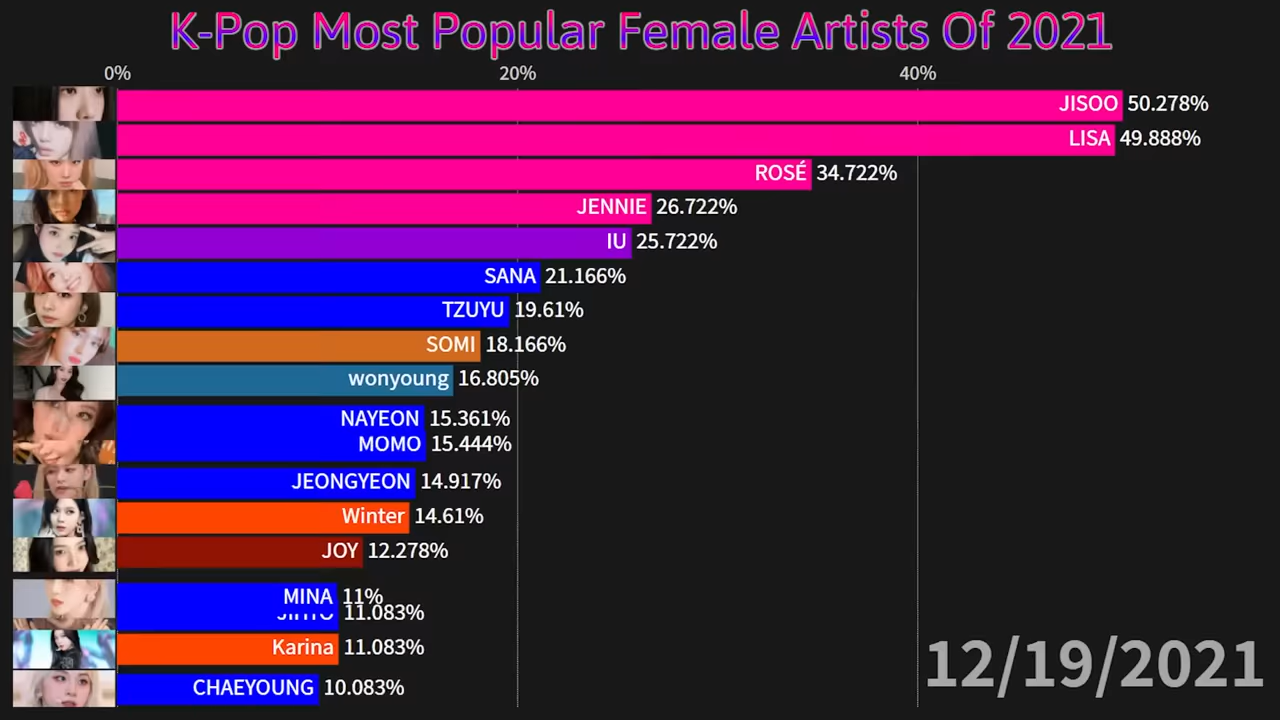 K-Pop Most Popular Female Artists Of 2021
0% 20% 40%
JISOO 50.278%
LISA 49.888%
ROSÉ 34.722%
JENNIE 26.722%
IU 25.722%
SANA 21.166%
TZUYU 19.61%
SOMI 18.166%
wonyoung 16.805%
NAYEON 15.361%
MOMO 15.444%
JEONGYEON 14.917%
Winter 14.61%
JOY 12.278%
MINA 11%
11.083%
Karina 11.083%
CHAEYOUNG 10.083%
12/19/2021